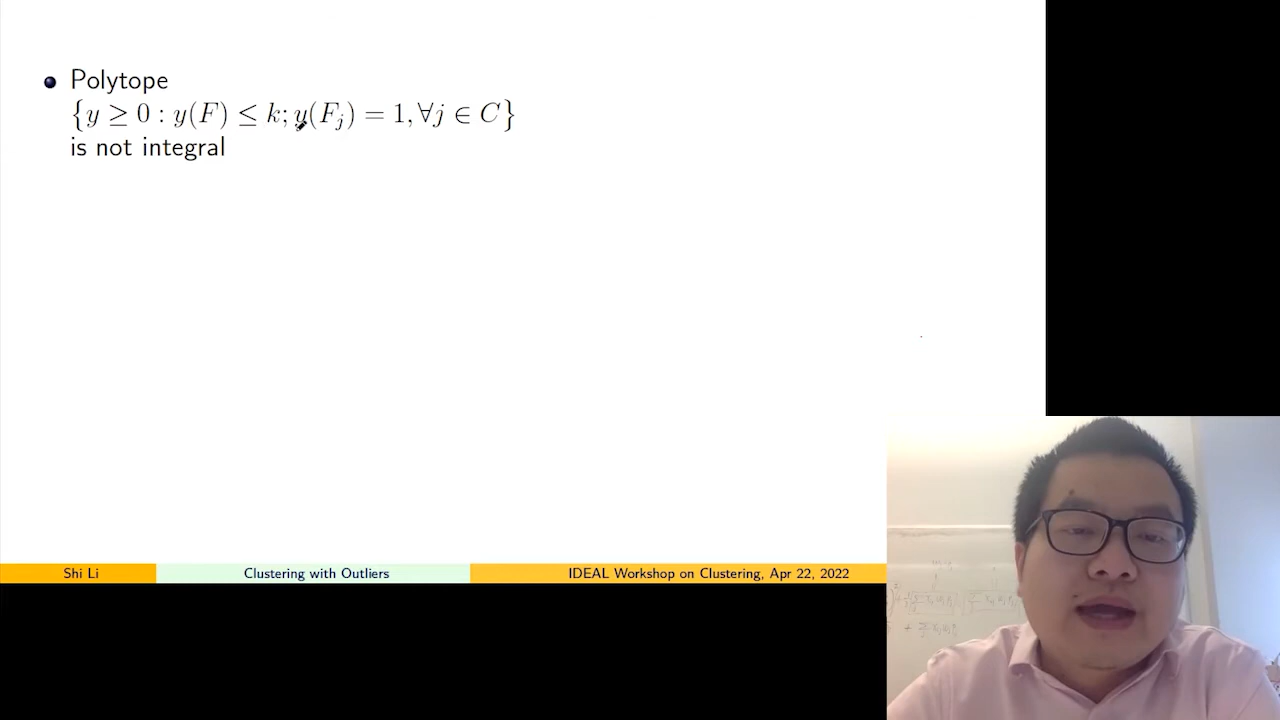 Polytope
{y ≥ 0 : y(F) ≤ k; y(F_j) = 1, ∀j ∈ C}
is not integral
Shi Li
Clustering with Outliers
IDEAL Workshop on Clustering, Apr 22, 2022